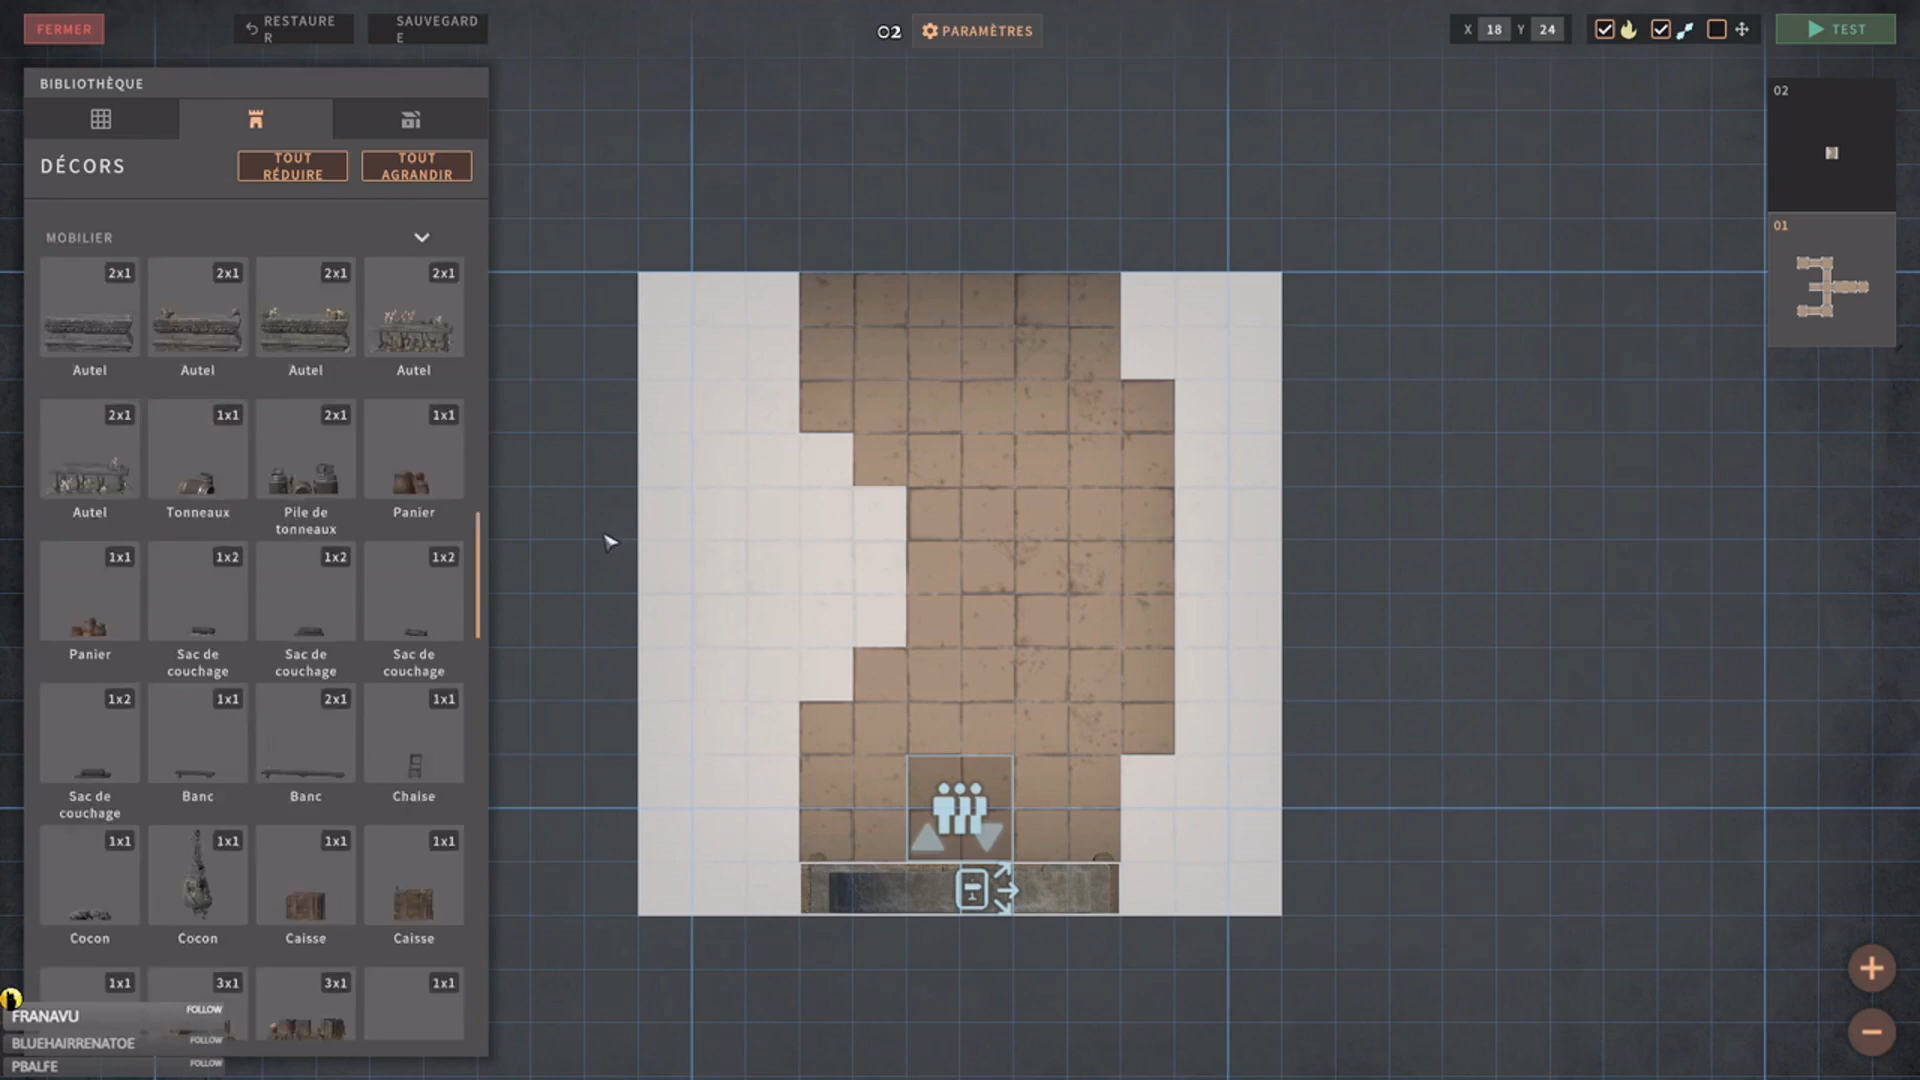 FERMER
RESTAURE
R
SAUVEGARD
E
02
PARAMÈTRES
X 18 Y 24
TEST
BIBLIOTHÈQUE
DÉCORS
TOUT
RÉDUIRE
TOUT
AGRANDIR
MOBILIER
2x1 2x1 2x1 2x1
Autel Autel Autel Autel
2x1 1x1 2x1 1x1
Autel Tonneaux Pile de
tonneaux
Panier
1x1 1x2 1x2 1x2
Panier Sac de
couchage
Sac de
couchage
Sac de
couchage
1x2 1x1 2x1 1x1
Sac de
couchage
Banc Banc Chaise
1x1 1x1 1x1 1x1
Cocon Cocon Caisse Caisse
1x1 3x1 3x1 1x1
FRANAVU FOLLOW
BLUEHAIRRENATOE FOLLOW
PBALFE FOLLOW
02
01